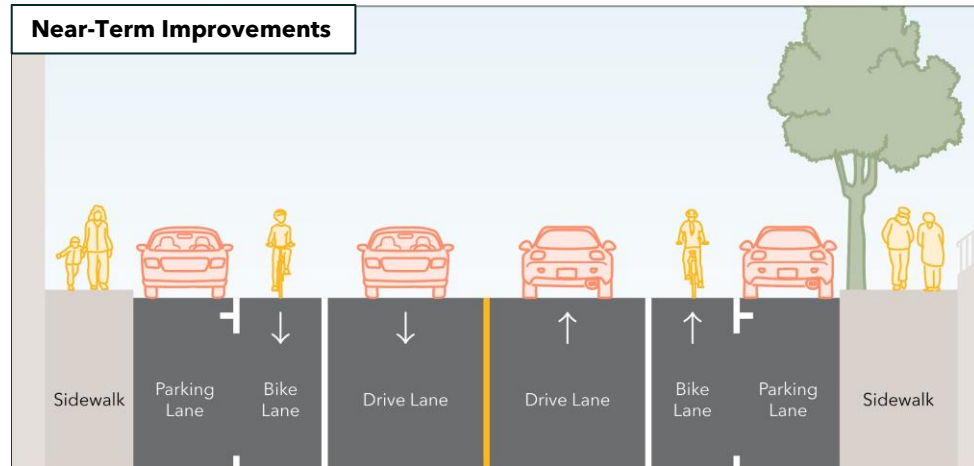 Near-Term Improvements
Sidewalk
Parking
Lane
Bike
Lane
Drive Lane
Drive Lane
Bike
Lane
Parking
Lane
Sidewalk